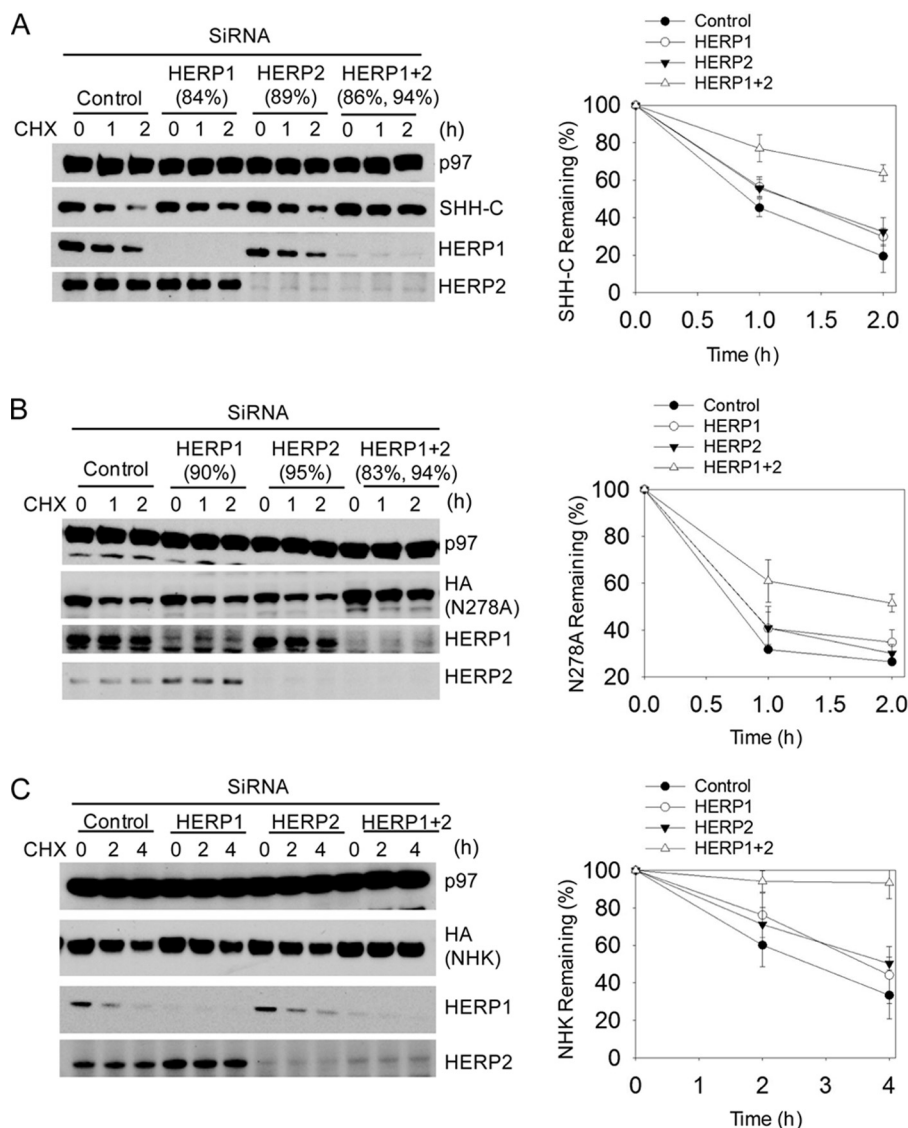 A
SiRNA
Control
HERP1
(84%)
HERP2
(89%)
HERP1+2
(86%, 94%)
CHX 0 1 2 0 1 2 0 1 2 0 1 2 (h)
p97
SHH-C
HERP1
HERP2
Control
HERP1
HERP2
HERP1+2
SHH-C Remaining (%)
100
80
60
40
20
0
0.0 0.5 1.0 1.5 2.0
Time (h)
B
SiRNA
Control
HERP1
(90%)
HERP2
(95%)
HERP1+2
(83%, 94%)
CHX 0 1 2 0 1 2 0 1 2 0 1 2 (h)
p97
HA
(N278A)
HERP1
HERP2
Control
HERP1
HERP2
HERP1+2
N278A Remaining (%)
100
80
60
40
20
0.0 0.5 1.0 1.5 2.0
Time (h)
C
SiRNA
Control HERP1 HERP2 HERP1+2
CHX 0 2 4 0 2 4 0 2 4 0 2 4 (h)
p97
HA
(NHK)
HERP1
HERP2
Control
HERP1
HERP2
HERP1+2
NHK Remaining (%)
100
80
60
40
20
0
0 1 2 3 4
Time (h)